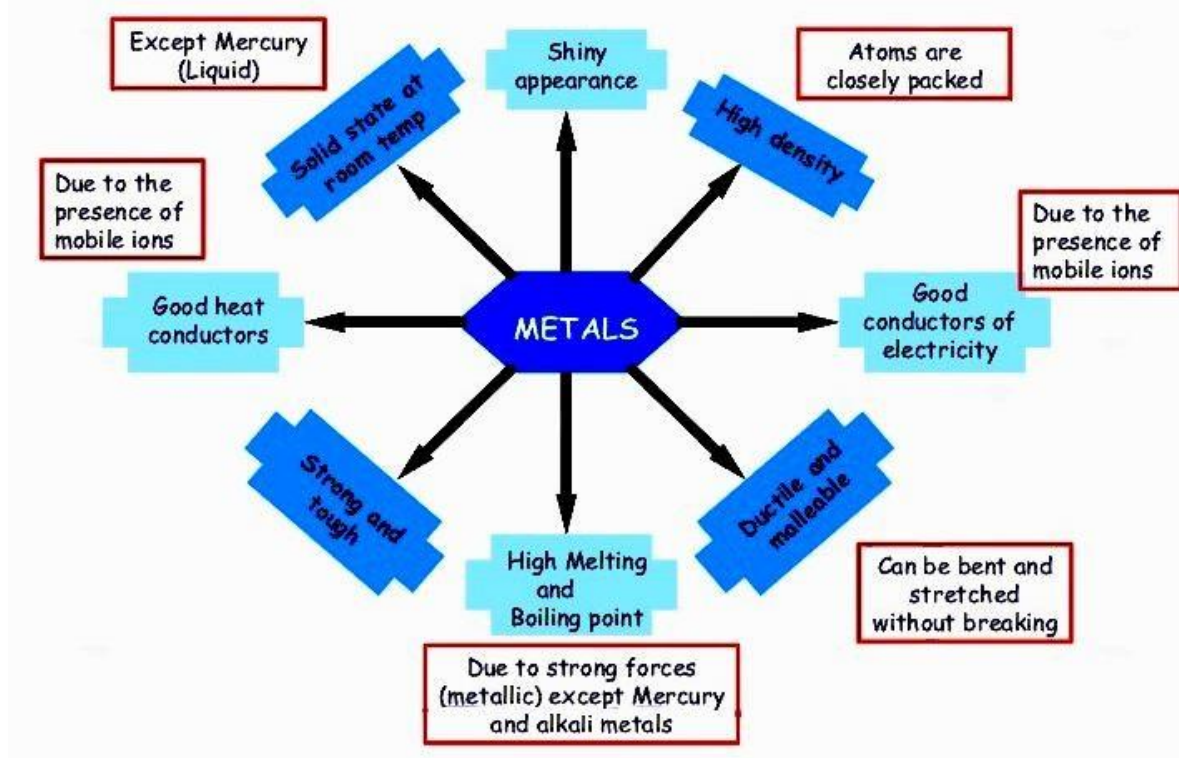 Except Mercury
(Liquid)
Solid state at
room temp
Shiny
appearance
High density
Atoms are
closely packed
Due to the
presence of
mobile ions
Good heat
conductors
METALS
Due to the
presence of
mobile ions
Good
conductors of
electricity
Strong and
tough
High Melting
and
Boiling point
Due to strong forces
(metallic) except Mercury
and alkali metals
Ductile and
malleable
Can be bent and
stretched
without breaking